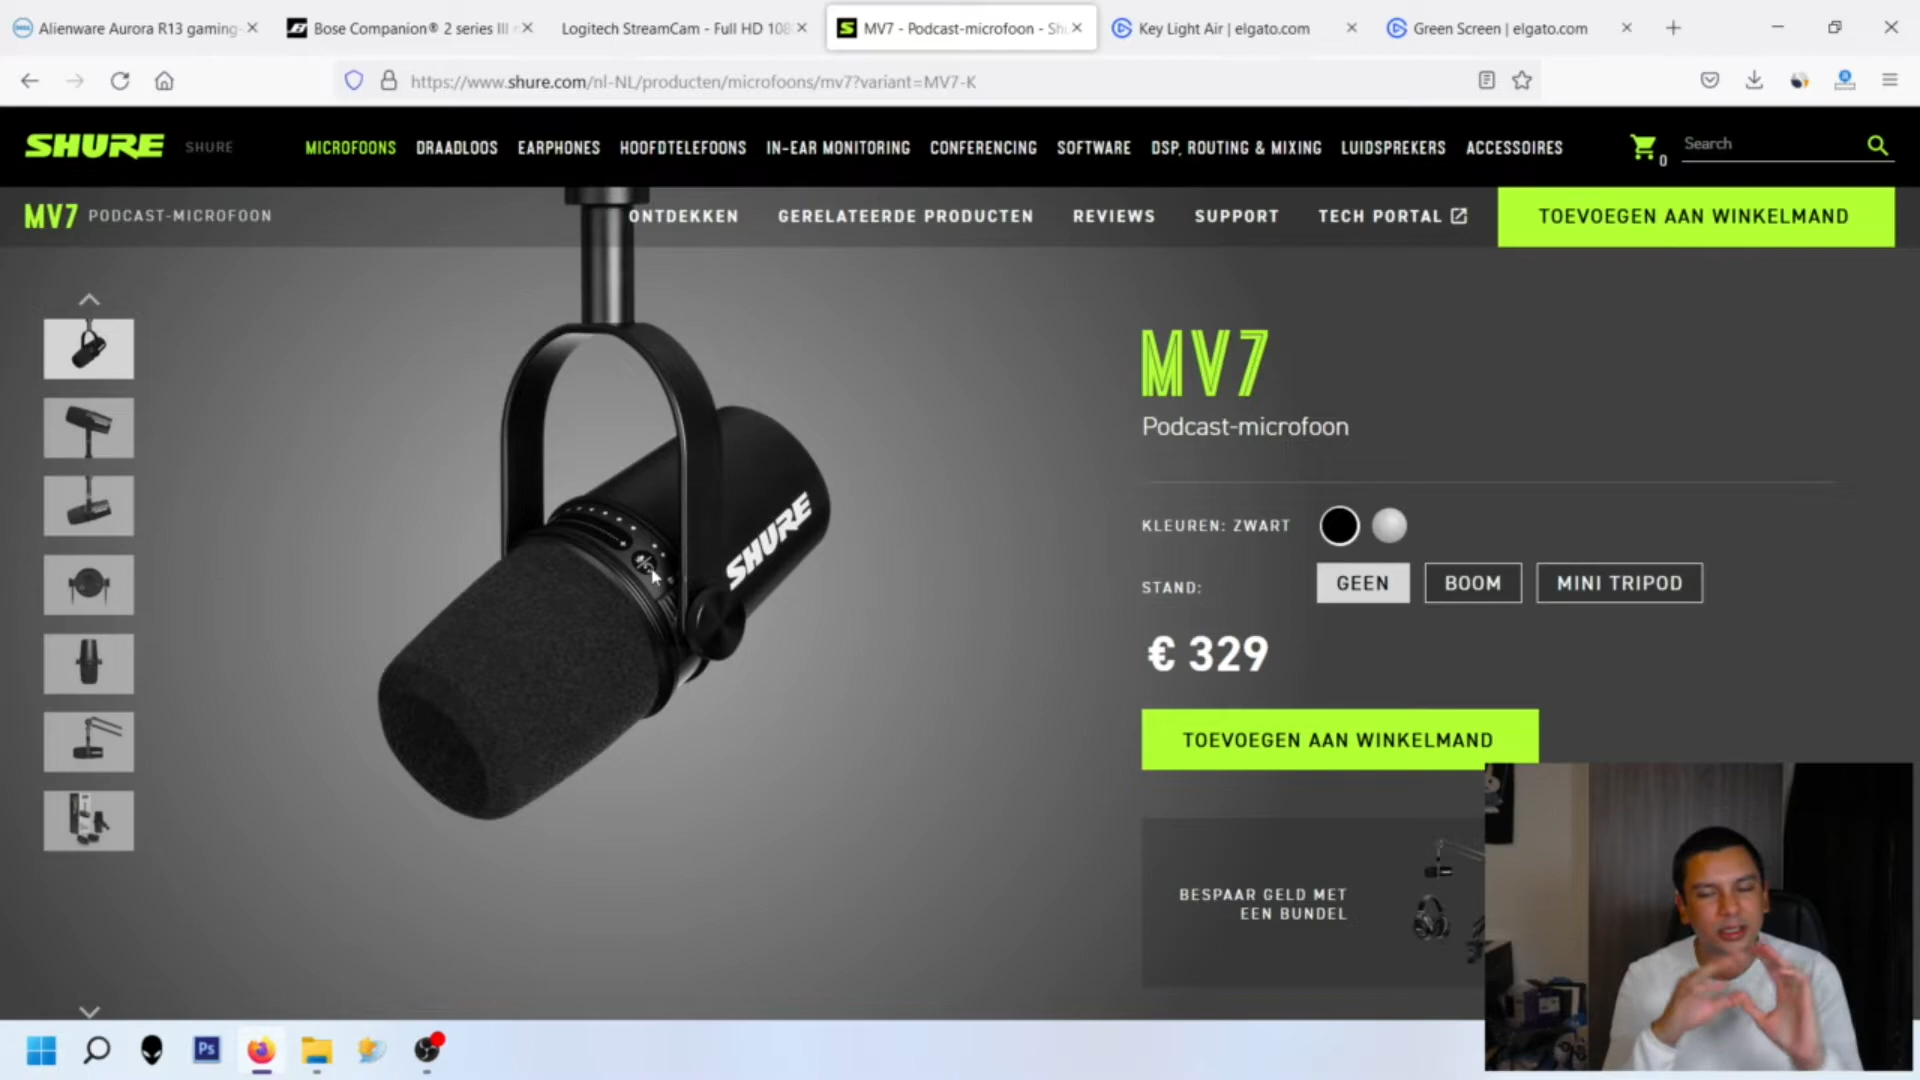 Alienware Aurora R13 gaming-
Bose Companion® 2 series III
Logitech StreamCam - Full HD 108
MV7 - Podcast-microfoon - Shu
Key Light Air | elgato.com
Green Screen | elgato.com
https://www.shure.com/nl-NL/producten/microfoons/mv7?variant=MV7-K
SHURE SHURE MICROFOONS DRAADLOOS EARPHONES HOOFDTELEFOONS IN-EAR MONITORING CONFERENCING SOFTWARE DSP, ROUTING & MIXING LUIDSPREKERS ACCESSOIRES 0 Search
MV7 PODCAST-MICROFOON ONTDEKKEN GERELATEERDE PRODUCTEN REVIEWS SUPPORT TECH PORTAL TOEVOEGEN AAN WINKELMAND
SHURE
MV7
Podcast-microfoon
KLEUREN: ZWART
STAND: GEEN BOOM MINI TRIPOD
€ 329
TOEVOEGEN AAN WINKELMAND
BESPAAR GELD MET
EEN BUNDEL
Ps